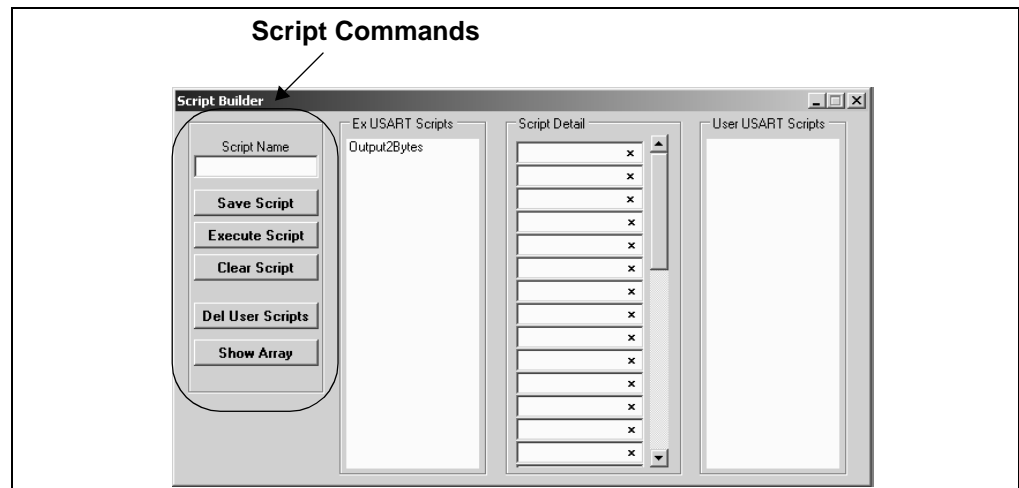 Script Commands
Script Builder
Script Name
Save Script
Execute Script
Clear Script
Del User Scripts
Show Array
Ex USART Scripts
Output2Bytes
Script Detail
User USART Scripts